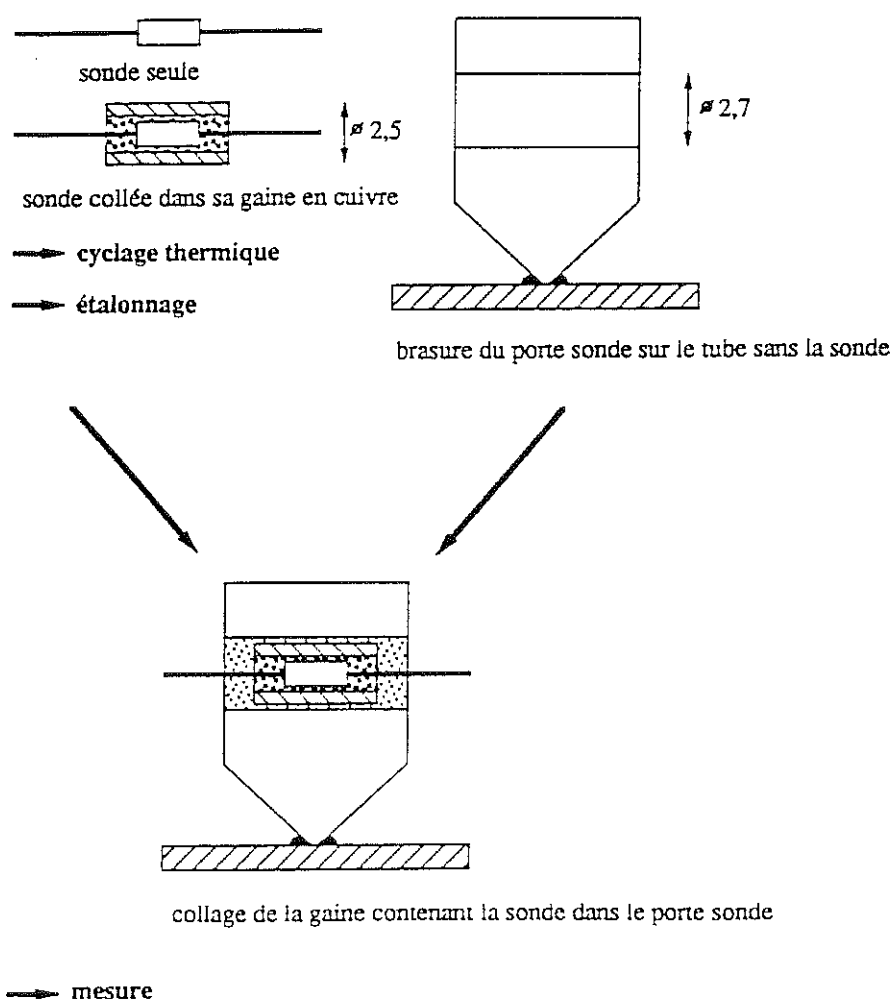 sonde seule
ø 2,5
sonde collée dans sa gaine en cuivre
cyclage thermique
étalonnage
ø 2,7
brasure du porte sonde sur le tube sans la sonde
collage de la gaine contenant la sonde dans le porte sonde
mesure